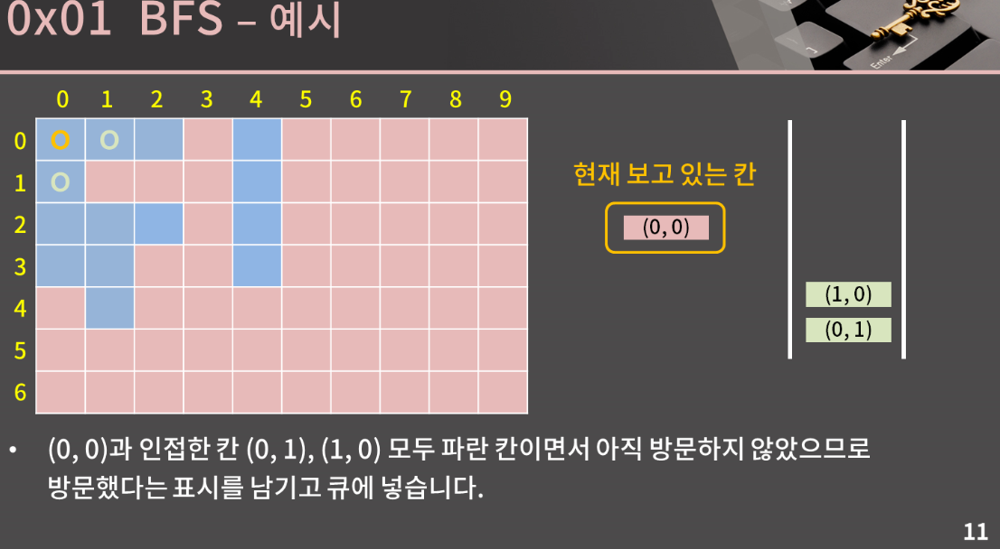 0x01 BFS – 예시
0 1 2 3 4 5 6 7 8 9
0 O O
1 O
2
3
4
5
6
현재 보고 있는 칸
(0, 0)
(1, 0)
(0, 1)
• (0, 0)과 인접한 칸 (0, 1), (1, 0) 모두 파란 칸이면서 아직 방문하지 않았으므로
방문했다는 표시를 남기고 큐에 넣습니다.
Enter
11